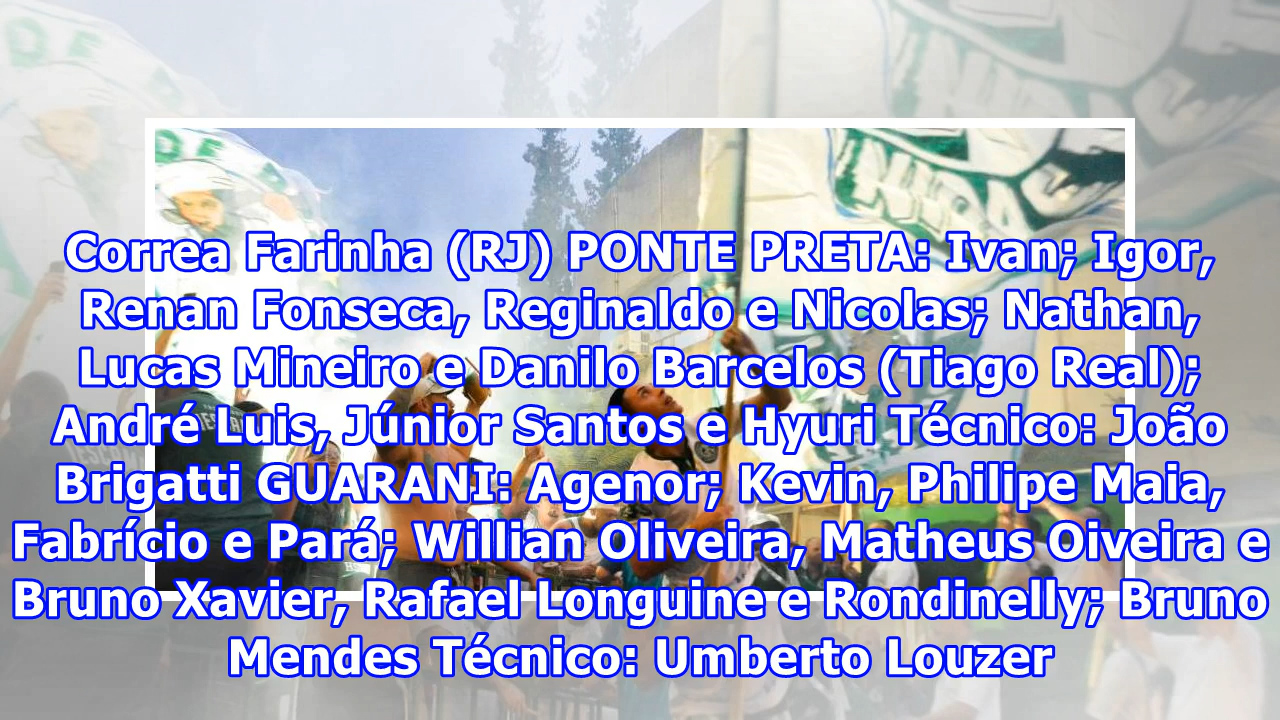 Correa Farinha (RJ) PONTE PRETA: Ivan; Igor,
Renan Fonseca, Reginaldo e Nicolas; Nathan,
Lucas Mineiro e Danilo Barcelos (Tiago Real);
André Luis, Júnior Santos e Hyuri Técnico: João
Brigatti GUARANI: Agenor; Kevin, Philipe Maia,
Fabrício e Pará; Willian Oliveira, Matheus Oiveira e
Bruno Xavier, Rafael Longuine e Rondinelly; Bruno
Mendes Técnico: Umberto Louzer